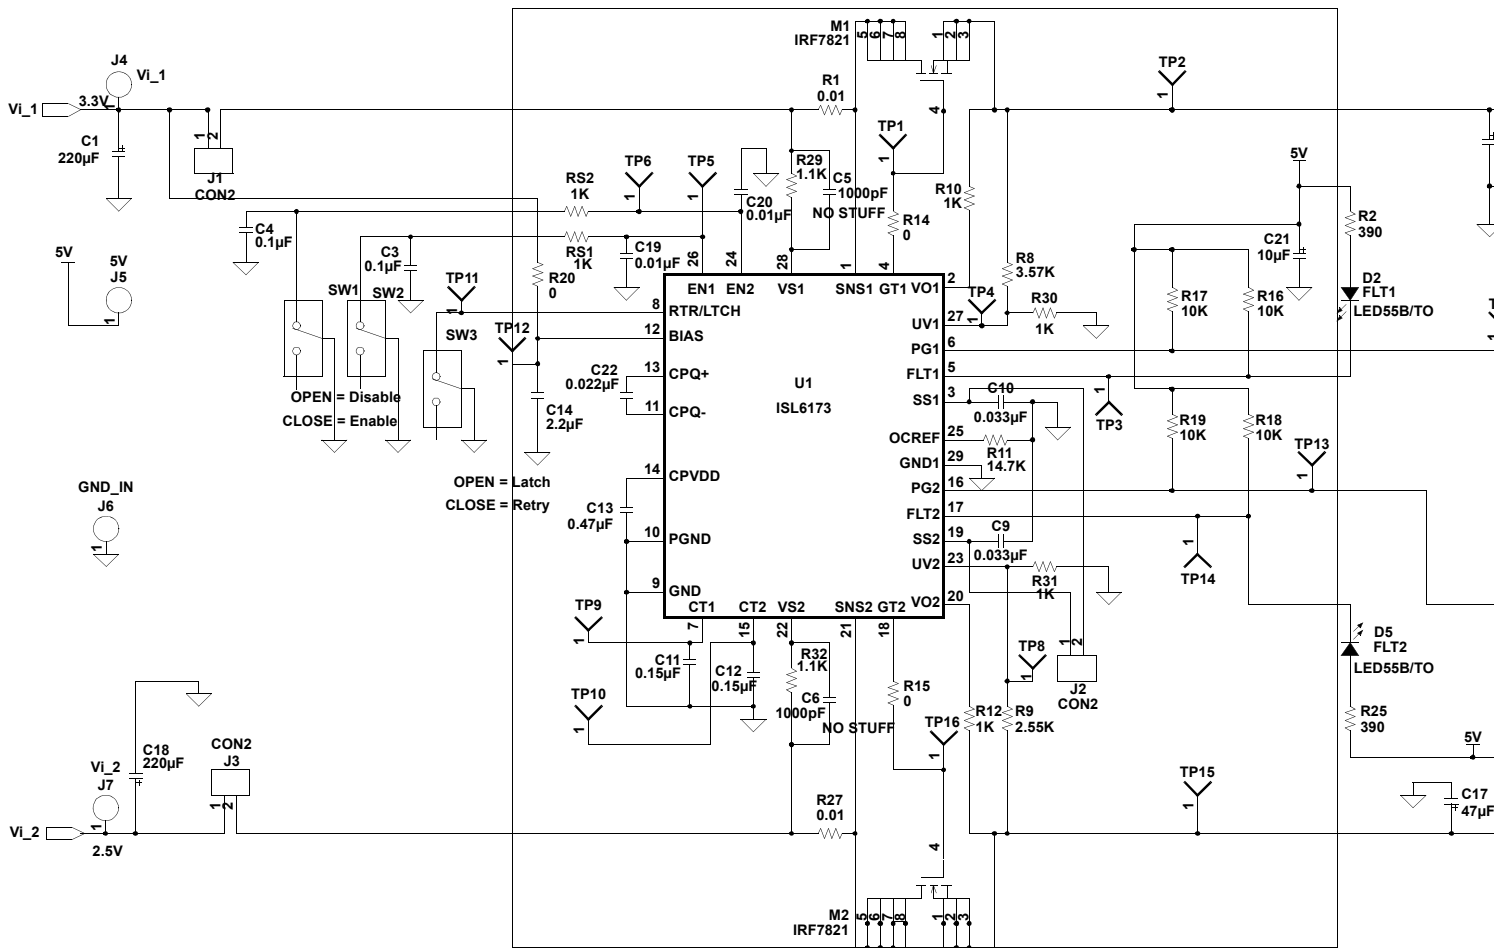 M1
IRF7821
5 6 7 8
1 2 3
4
J4
Vi_1
Vi_1
3.3V
1
C1
220µF
1 2
J1
CON2
R1
0.01
TP2
1
TP1
1
TP6
1
TP5
1
RS2
1K
RS1
1K
C20
0.01µF
C19
0.01µF
R29
1.1K
C5
1000pF
NO STUFF
R14
0
R10
1K
C4
0.1µF
C3
0.1µF
5V
5V
J5
1
SW1
SW2
TP11
1
R20
0
TP12
1
SW3
OPEN = Disable
CLOSE = Enable
C22
0.022µF
C14
2.2µF
OPEN = Latch
CLOSE = Retry
C13
0.47µF
GND_IN
J6
1
26 24 28 1 4
EN1 EN2 VS1 SNS1 GT1
8 RTR/LTCH
12 BIAS
13 CPQ+
11 CPQ-
14 CPVDD
10 PGND
9 GND
U1
ISL6173
VO1 2
UV1 27
PG1 6
FLT1 5
SS1 3
OCREF 25
GND1 29
PG2 16
FLT2 17
SS2 19
UV2 23
VO2 20
CT1 CT2 VS2 SNS2 GT2
7 15 22 21 18
R8
3.57K
TP4
1
R30
1K
C10
0.033µF
R11
14.7K
C9
0.033µF
R31
1K
TP3
1
5V
C21
10µF
R2
390
D2
FLT1
LED55B/TO
R17
10K
R16
10K
R19
10K
R18
10K
TP13
1
TP14
1
D5
FLT2
LED55B/TO
R25
390
5V
C17
47µF
TP9
1
C11
0.15µF
C12
0.15µF
TP10
1
R32
1.1K
C6
1000pF
NO STUFF
R15
0
TP16
1
R12
1K
R9
2.55K
TP8
1
1 2
J2
CON2
TP15
1
C18
220µF
CON2
J3
1 2
Vi_2
J7
1
Vi_2
2.5V
R27
0.01
4
M2
IRF7821
5 6 7 8
1 2 3